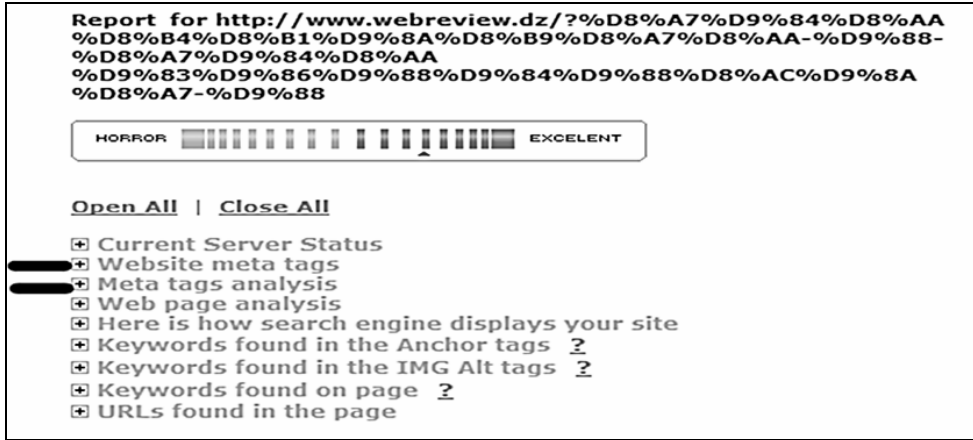 Report for http://www.webreview.dz/?%D8%A7%D9%84%D8%AA
%D8%B4%D8%B1%D9%8A%D8%B9%D8%A7%D8%AA-%D9%88-
%D8%A7%D9%84%D8%AA
%D9%83%D9%86%D9%88%D9%84%D9%88%D8%AC%D9%8A
%D8%A7-%D9%88
HORROR EXCELENT
Open All | Close All
Current Server Status
Website meta tags
Meta tags analysis
Web page analysis
Here is how search engine displays your site
Keywords found in the Anchor tags ?
Keywords found in the IMG Alt tags ?
Keywords found on page ?
URLs found in the page